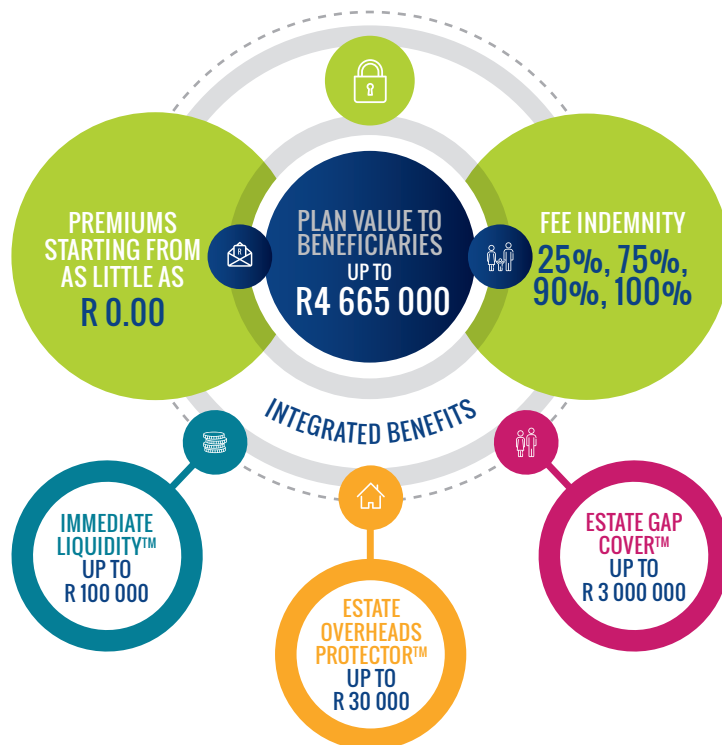 PREMIUMS
STARTING FROM
AS LITTLE AS
R 0.00
R
PLAN VALUE TO
BENEFICIARIES
UP TO
R4 665 000
FEE INDEMNITY
25%, 75%,
90%, 100%
INTEGRATED BENEFITS
IMMEDIATE
LIQUIDITY™
UP TO
R 100 000
ESTATE
OVERHEADS
PROTECTOR™
UP TO
R 30 000
ESTATE GAP
COVER™
UP TO
R 3 000 000